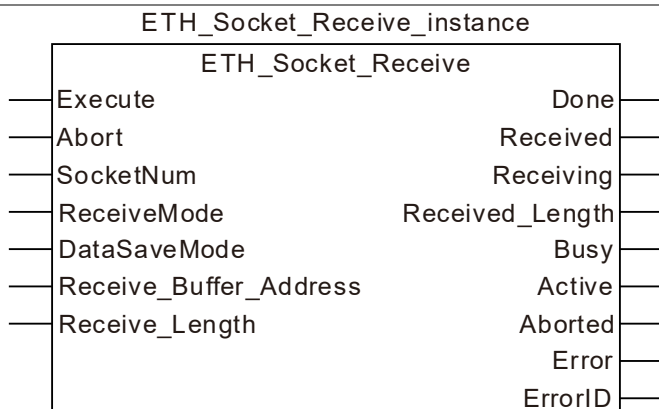 ETH_Socket_Receive_instance
ETH_Socket_Receive
Execute Done
Abort Received
SocketNum Receiving
ReceiveMode Received_Length
DataSaveMode Busy
Receive_Buffer_Address Active
Receive_Length Aborted
Error
ErrorID